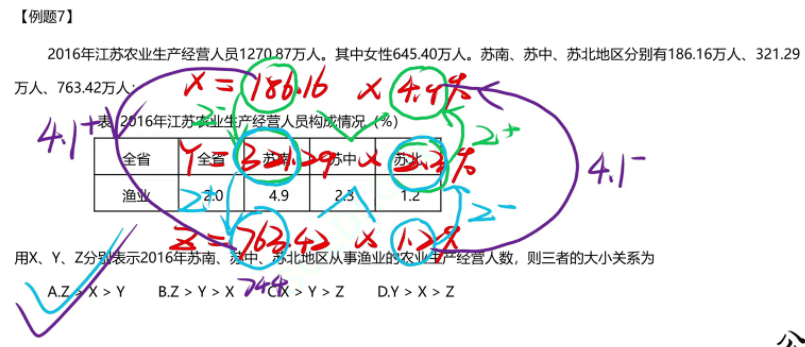 【例题7】
2016年江苏农业生产经营人员1270.87万人。其中女性645.40万人。苏南、苏中、苏北地区分别有186.16万人、321.29
万人、763.42万人：
X = 186.16 × 4.9%
2-
4.1+
表 2016年江苏农业生产经营人员构成情况（%）
2+
全省 全省 苏南 苏中 苏北
Y = 321.29 × 2.3%
4.1-
渔业 2.0 4.9 2.3 1.2
2+
2-
Z = 763.42 × 1.2%
用X、Y、Z分别表示2016年苏南、苏中、苏北地区从事渔业的农业生产经营人数，则三者的大小关系为
744
A.Z > X > Y B.Z > Y > X C.X > Y > Z D.Y > X > Z